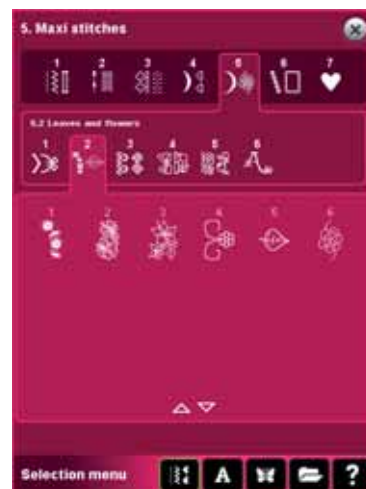 5. Maxi stitches
1 2 3 4 5 6 7
5.2 Leaves and flowers
1 2 3 4 5 6
1 2 3 4 5 6
Selection menu A ?